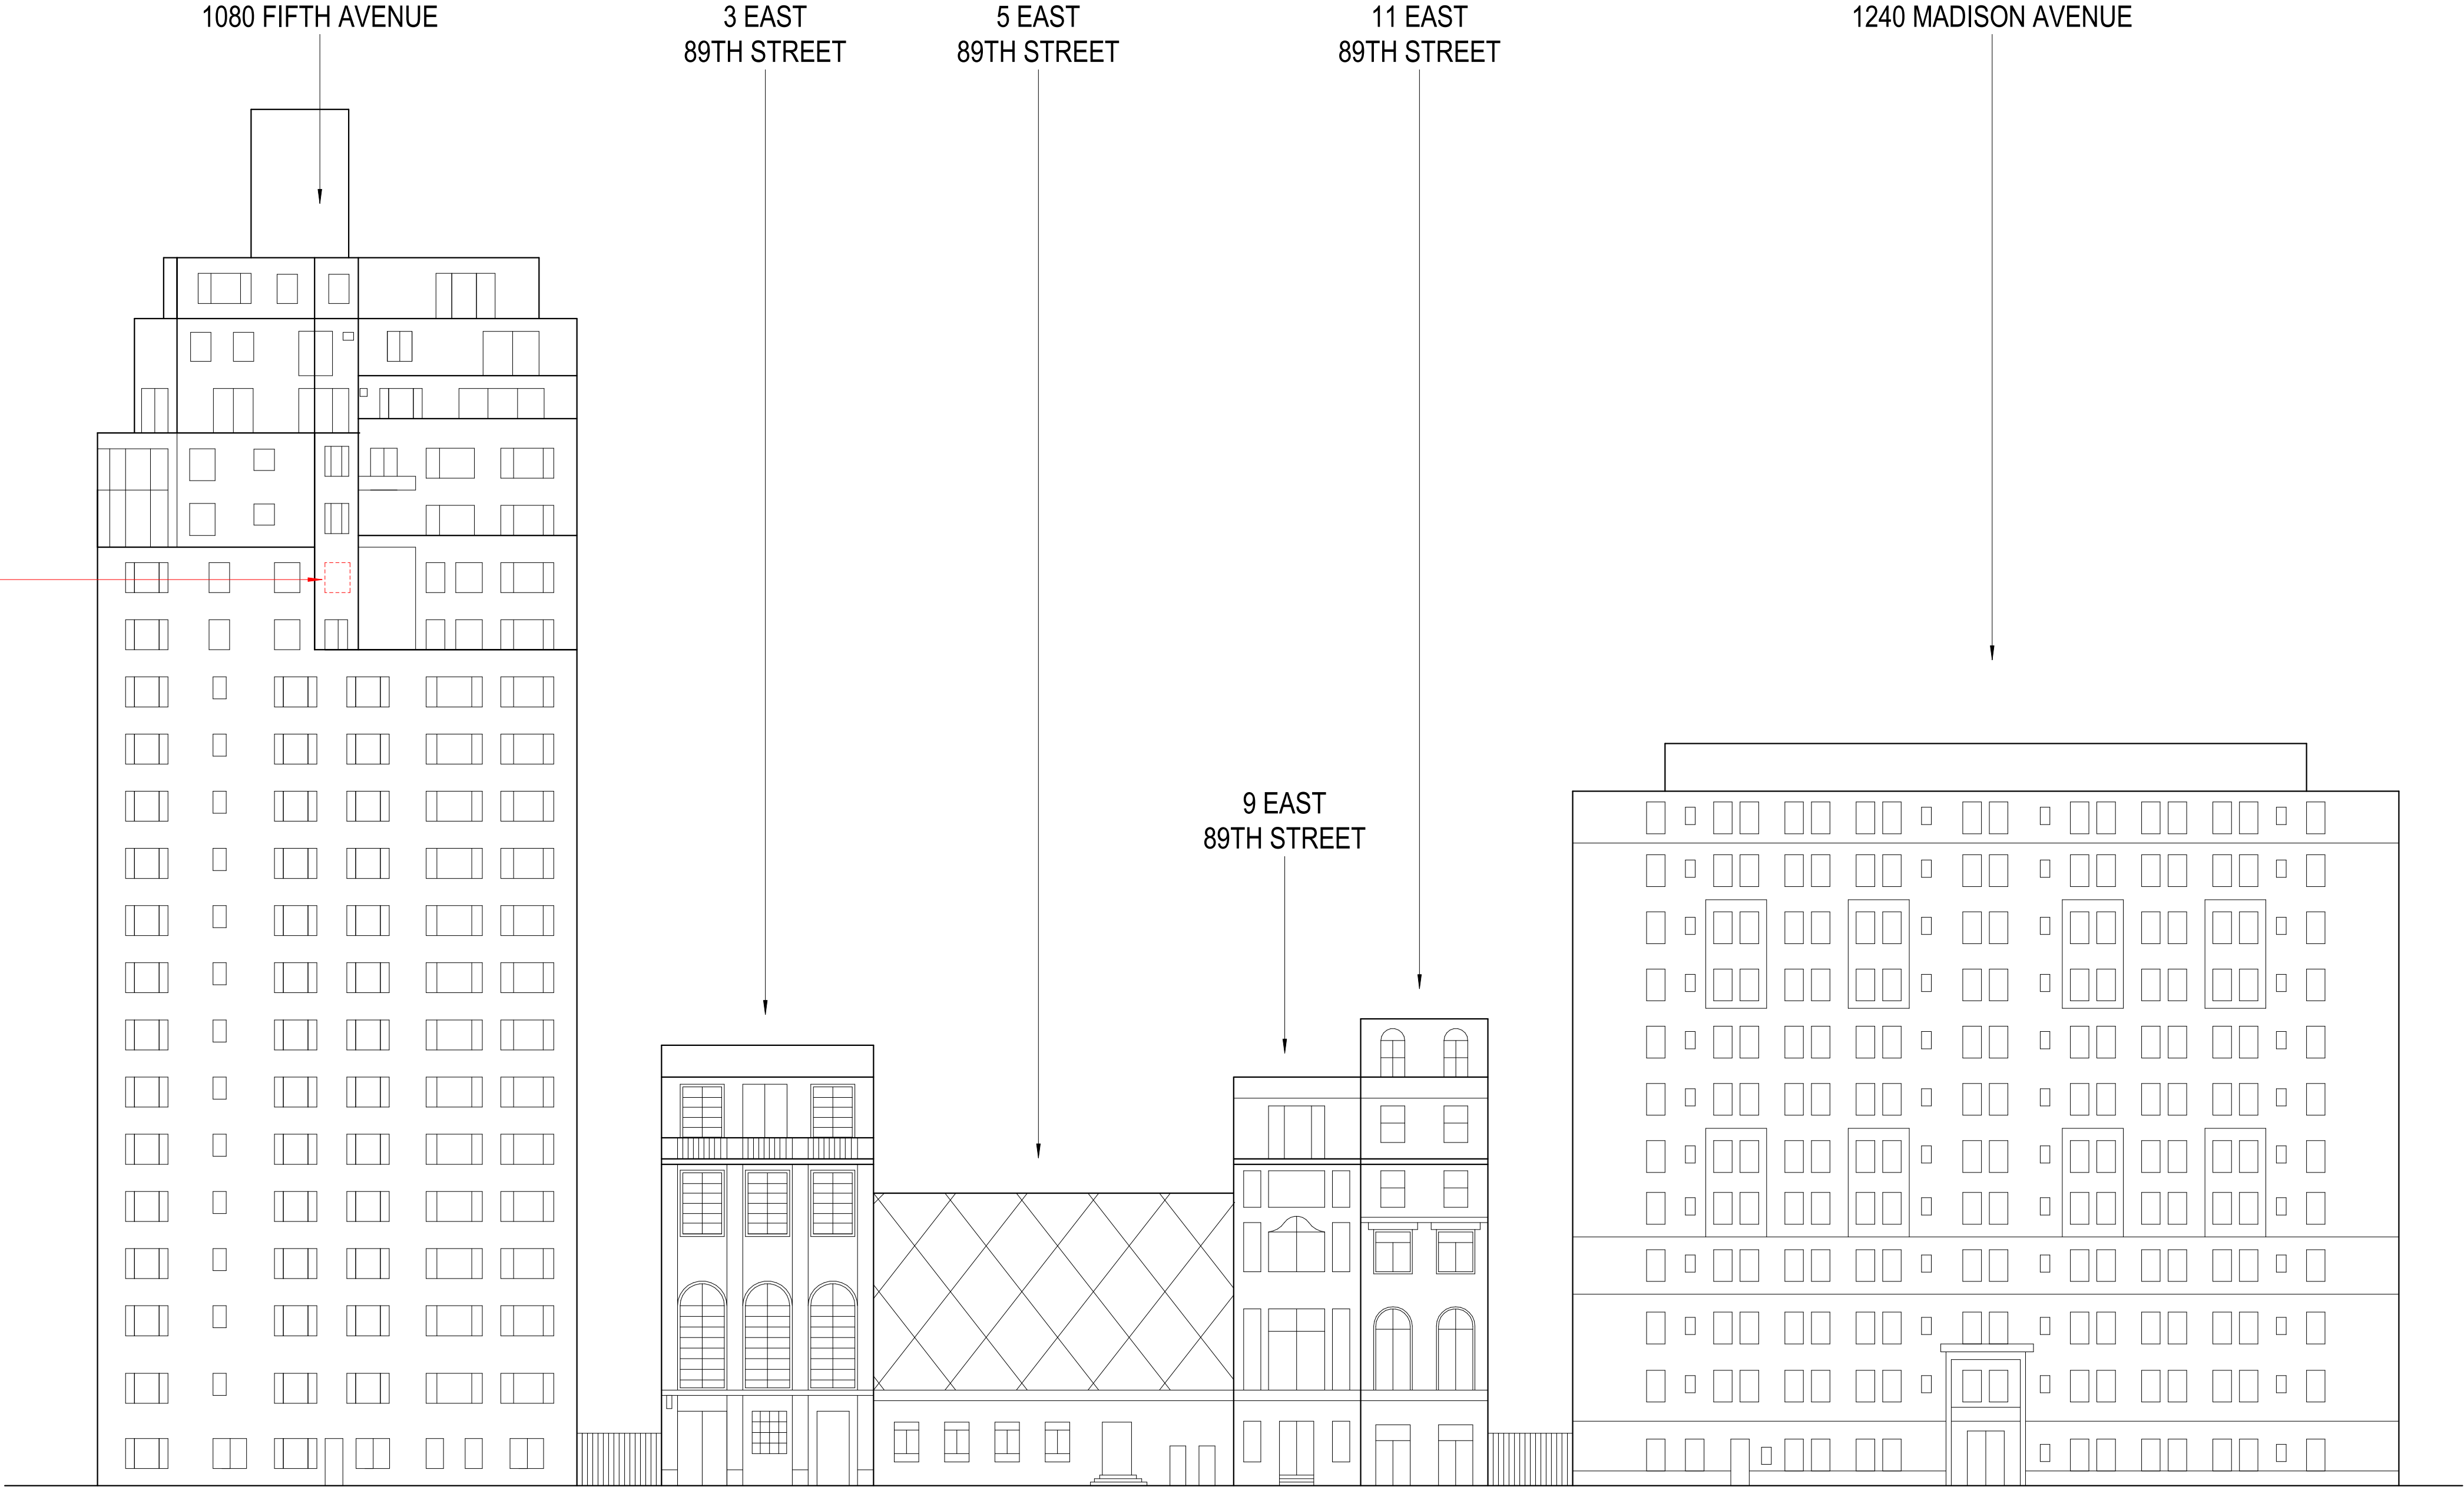 1080 FIFTH AVENUE
3 EAST
89TH STREET
5 EAST
89TH STREET
11 EAST
89TH STREET
1240 MADISON AVENUE
9 EAST
89TH STREET